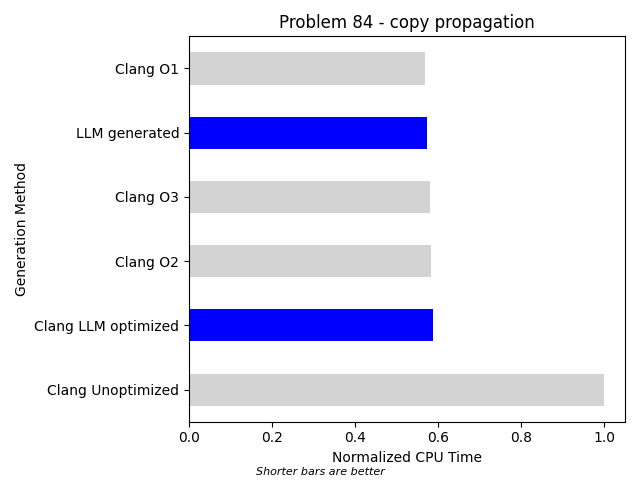 Problem 84 - copy propagation
Generation Method
Clang O1
LLM generated
Clang O3
Clang O2
Clang LLM optimized
Clang Unoptimized
0.0 0.2 0.4 0.6 0.8 1.0
Normalized CPU Time
Shorter bars are better